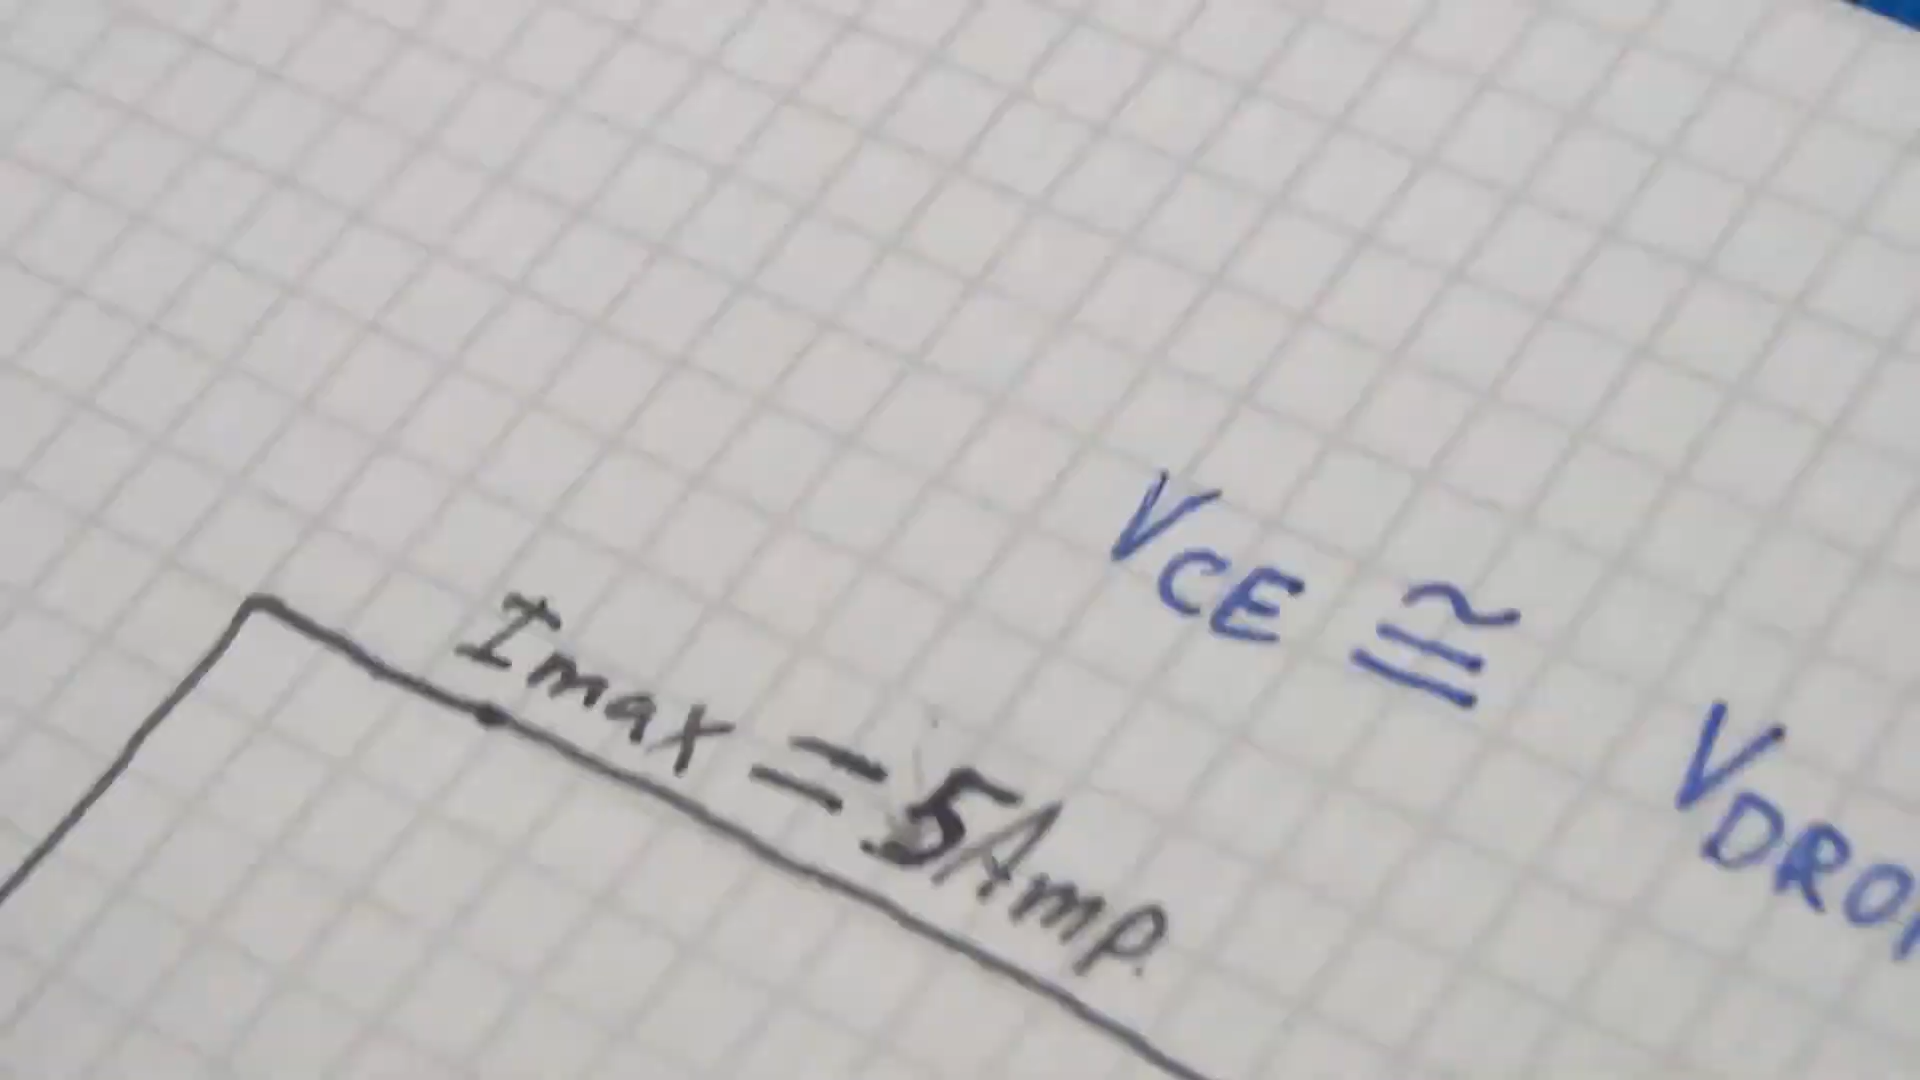 VCE ≅
VDRO
Imax = 5Amp.